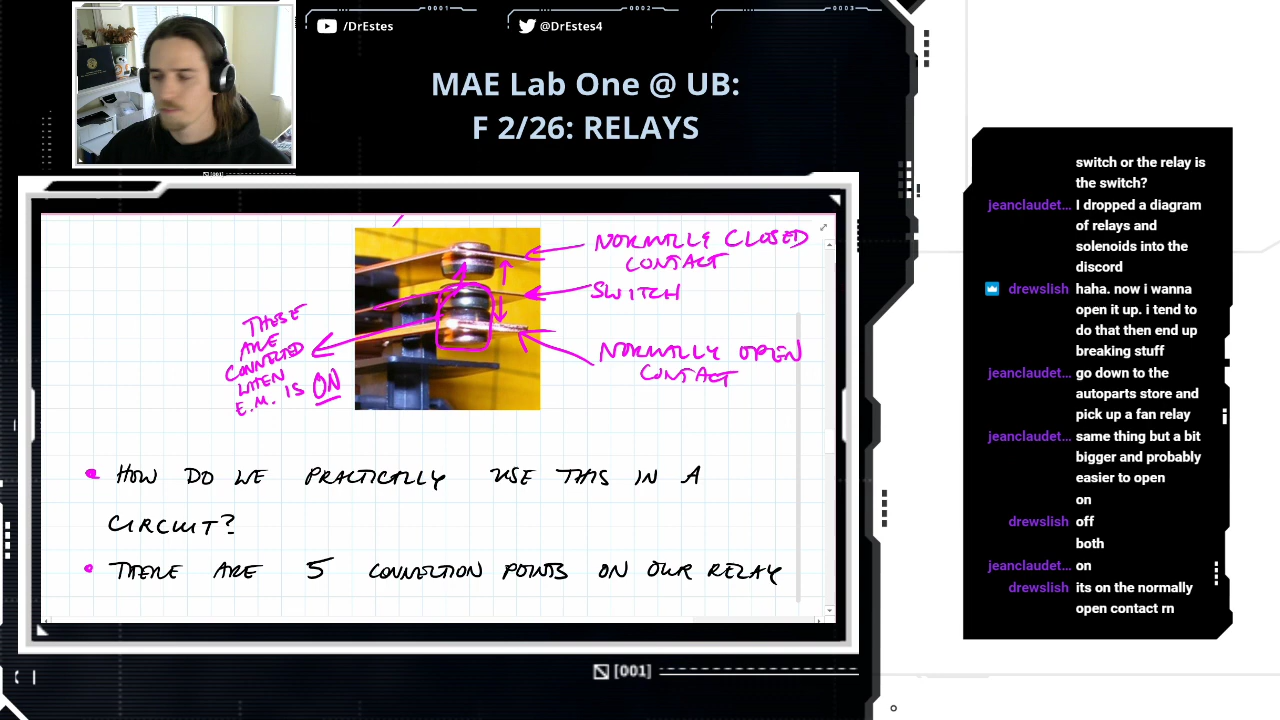 0001
0002
0003
/DrEstes
@DrEstes4
MAE Lab One @ UB:
F 2/26: RELAYS
[001]
NORMALLY CLOSED
CONTACT
SWITCH
NORMALLY OPEN
CONTACT
THESE
ARE
CONNECTED
WHEN
E.M. IS ON
• HOW DO WE PRACTICALLY USE THIS IN A
CIRCUIT?
• THERE ARE 5 CONNECTION POINTS ON OUR RELAY
[001]
switch or the relay is
the switch?
jeanclaudet... I dropped a diagram
of relays and
solenoids into the
discord
drewslish haha. now i wanna
open it up. i tend to
do that then end up
breaking stuff
jeanclaudet... go down to the
autoparts store and
pick up a fan relay
jeanclaudet... same thing but a bit
bigger and probably
easier to open
on
drewslish off
both
jeanclaudet... on
drewslish its on the normally
open contact rn